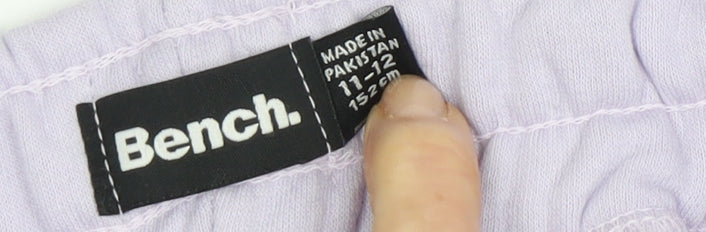 Bench.
MADE IN
PAKISTAN
11-12
152cm